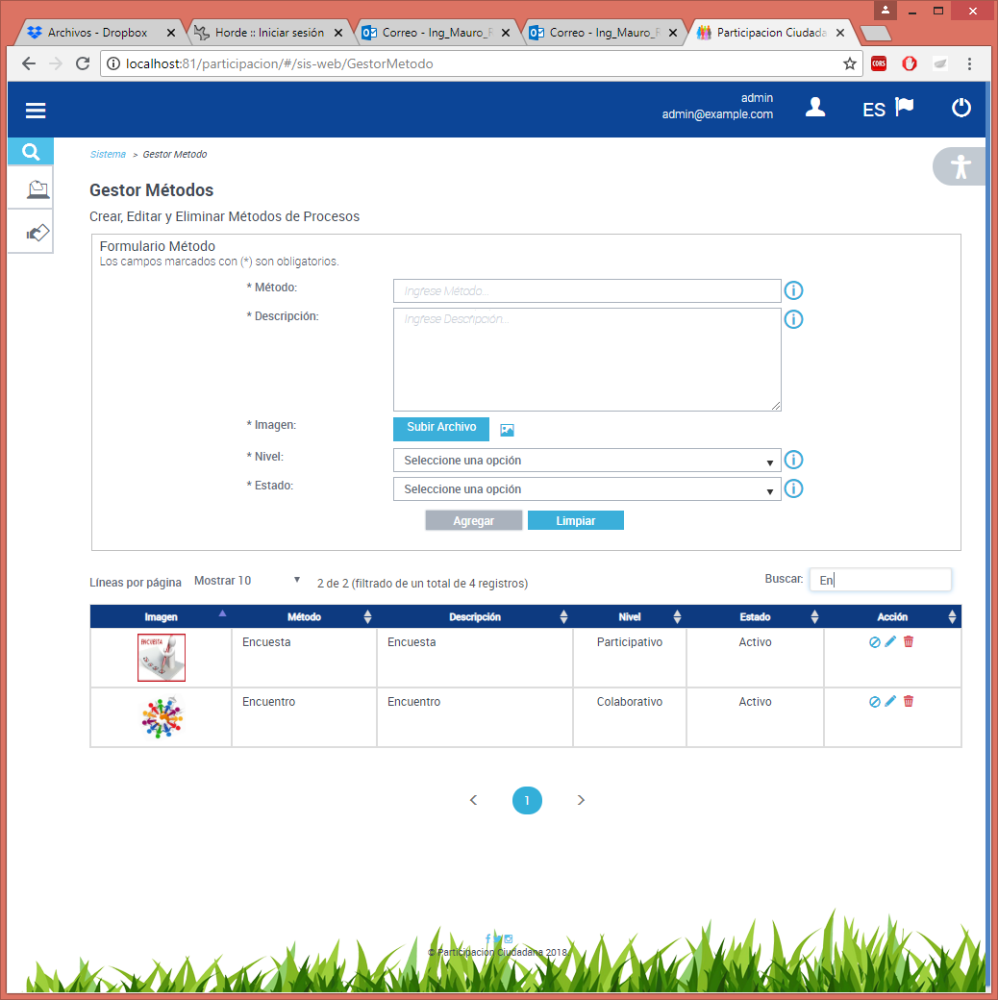 Archivos - Dropbox
Horde :: Iniciar sesión
Correo - Ing_Mauro_
Correo - Ing_Mauro_
Participacion Ciudada
localhost:81/participacion/#/sis-web/GestorMetodo
CORS
admin
admin@example.com
ES
Sistema > Gestor Metodo
Gestor Métodos
Crear, Editar y Eliminar Métodos de Procesos
Formulario Método
Los campos marcados con (*) son obligatorios.
* Método:
Ingrese Método...
* Descripción:
Ingrese Descripción...
* Imagen:
Subir Archivo
* Nivel:
Seleccione una opción
* Estado:
Seleccione una opción
Agregar Limpiar
Líneas por página Mostrar 10 2 de 2 (filtrado de un total de 4 registros) Buscar: En
Imagen Método Descripción Nivel Estado Acción
ENCUESTA Encuesta Encuesta Participativo Activo
Encuentro Encuentro Colaborativo Activo
< 1 >
© Participacion Ciudadana 2018